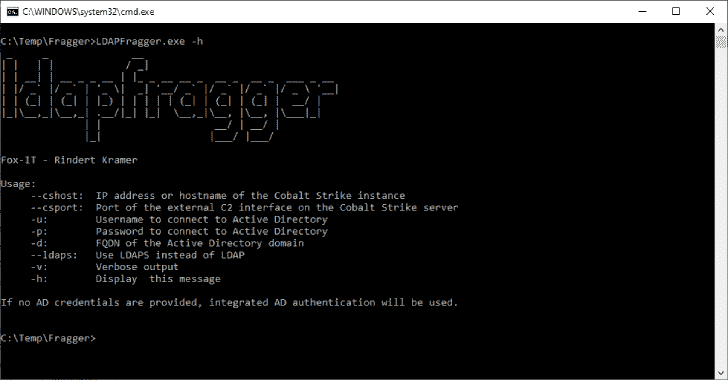 C:\WINDOWS\system32\cmd.exe
C:\Temp\Fragger>LDAPFragger.exe -h
ldapfragger
Fox-IT - Rindert Kramer
Usage:
--cshost: IP address or hostname of the Cobalt Strike instance
--csport: Port of the external C2 interface on the Cobalt Strike server
-u: Username to connect to Active Directory
-p: Password to connect to Active Directory
-d: FQDN of the Active Directory domain
--ldaps: Use LDAPS instead of LDAP
-v: Verbose output
-h: Display this message
If no AD credentials are provided, integrated AD authentication will be used.
C:\Temp\Fragger>